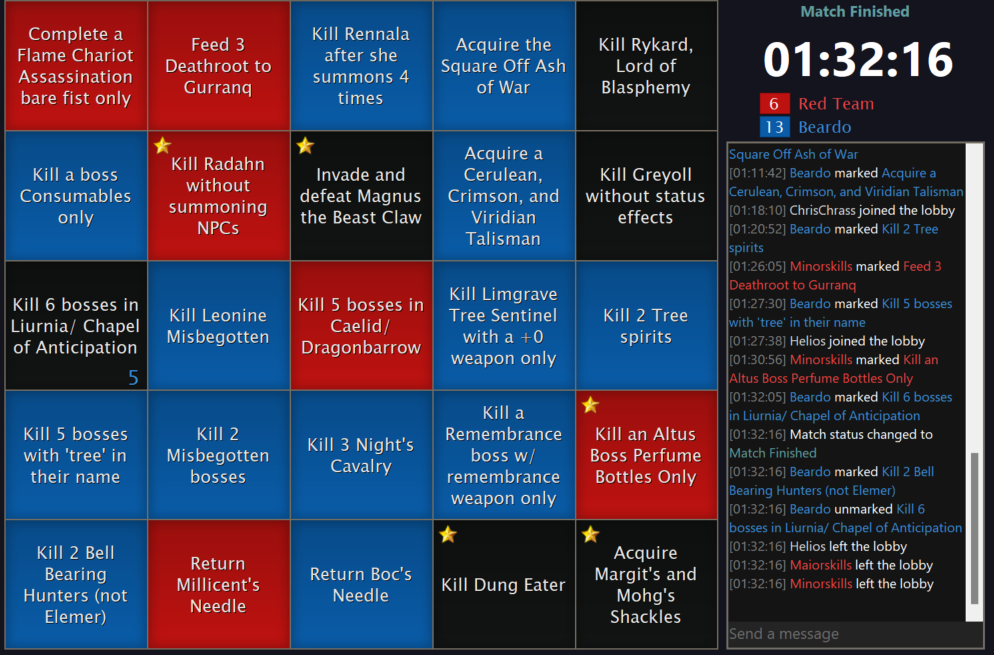 Complete a
Flame Chariot
Assassination
bare fist only
Feed 3
Deathroot to
Gurranq
Kill Rennala
after she
summons 4
times
Acquire the
Square Off Ash
of War
Kill Rykard,
Lord of
Blasphemy
Kill a boss
Consumables
only
Kill Radahn
without
summoning
NPCs
Invade and
defeat Magnus
the Beast Claw
Acquire a
Cerulean,
Crimson, and
Viridian
Talisman
Kill Greyoll
without status
effects
Kill 6 bosses in
Liurnia/ Chapel
of Anticipation
5
Kill Leonine
Misbegotten
Kill 5 bosses in
Caelid/
Dragonbarrow
Kill Limgrave
Tree Sentinel
with a +0
weapon only
Kill 2 Tree
spirits
Kill 5 bosses
with 'tree' in
their name
Kill 2
Misbegotten
bosses
Kill 3 Night's
Cavalry
Kill a
Remembrance
boss w/
remembrance
weapon only
Kill an Altus
Boss Perfume
Bottles Only
Kill 2 Bell
Bearing
Hunters (not
Elemer)
Return
Millicent's
Needle
Return Boc's
Needle
Kill Dung Eater
Acquire
Margit's and
Mohg's
Shackles
Match Finished
01:32:16
6 Red Team
13 Beardo
Square Off Ash of War
[01:11:42] Beardo marked Acquire a
Cerulean, Crimson, and Viridian Talisman
[01:18:10] ChrisChrass joined the lobby
[01:20:52] Beardo marked Kill 2 Tree
spirits
[01:26:05] Minorskills marked Feed 3
Deathroot to Gurranq
[01:27:30] Beardo marked Kill 5 bosses
with 'tree' in their name
[01:27:38] Helios joined the lobby
[01:30:56] Minorskills marked Kill an
Altus Boss Perfume Bottles Only
[01:32:05] Beardo marked Kill 6 bosses
in Liurnia/ Chapel of Anticipation
[01:32:16] Match status changed to
Match Finished
[01:32:16] Beardo marked Kill 2 Bell
Bearing Hunters (not Elemer)
[01:32:16] Beardo unmarked Kill 6
bosses in Liurnia/ Chapel of Anticipation
[01:32:16] Helios left the lobby
[01:32:16] Maiorskills left the lobby
[01:32:16] Minorskills left the lobby
Send a message